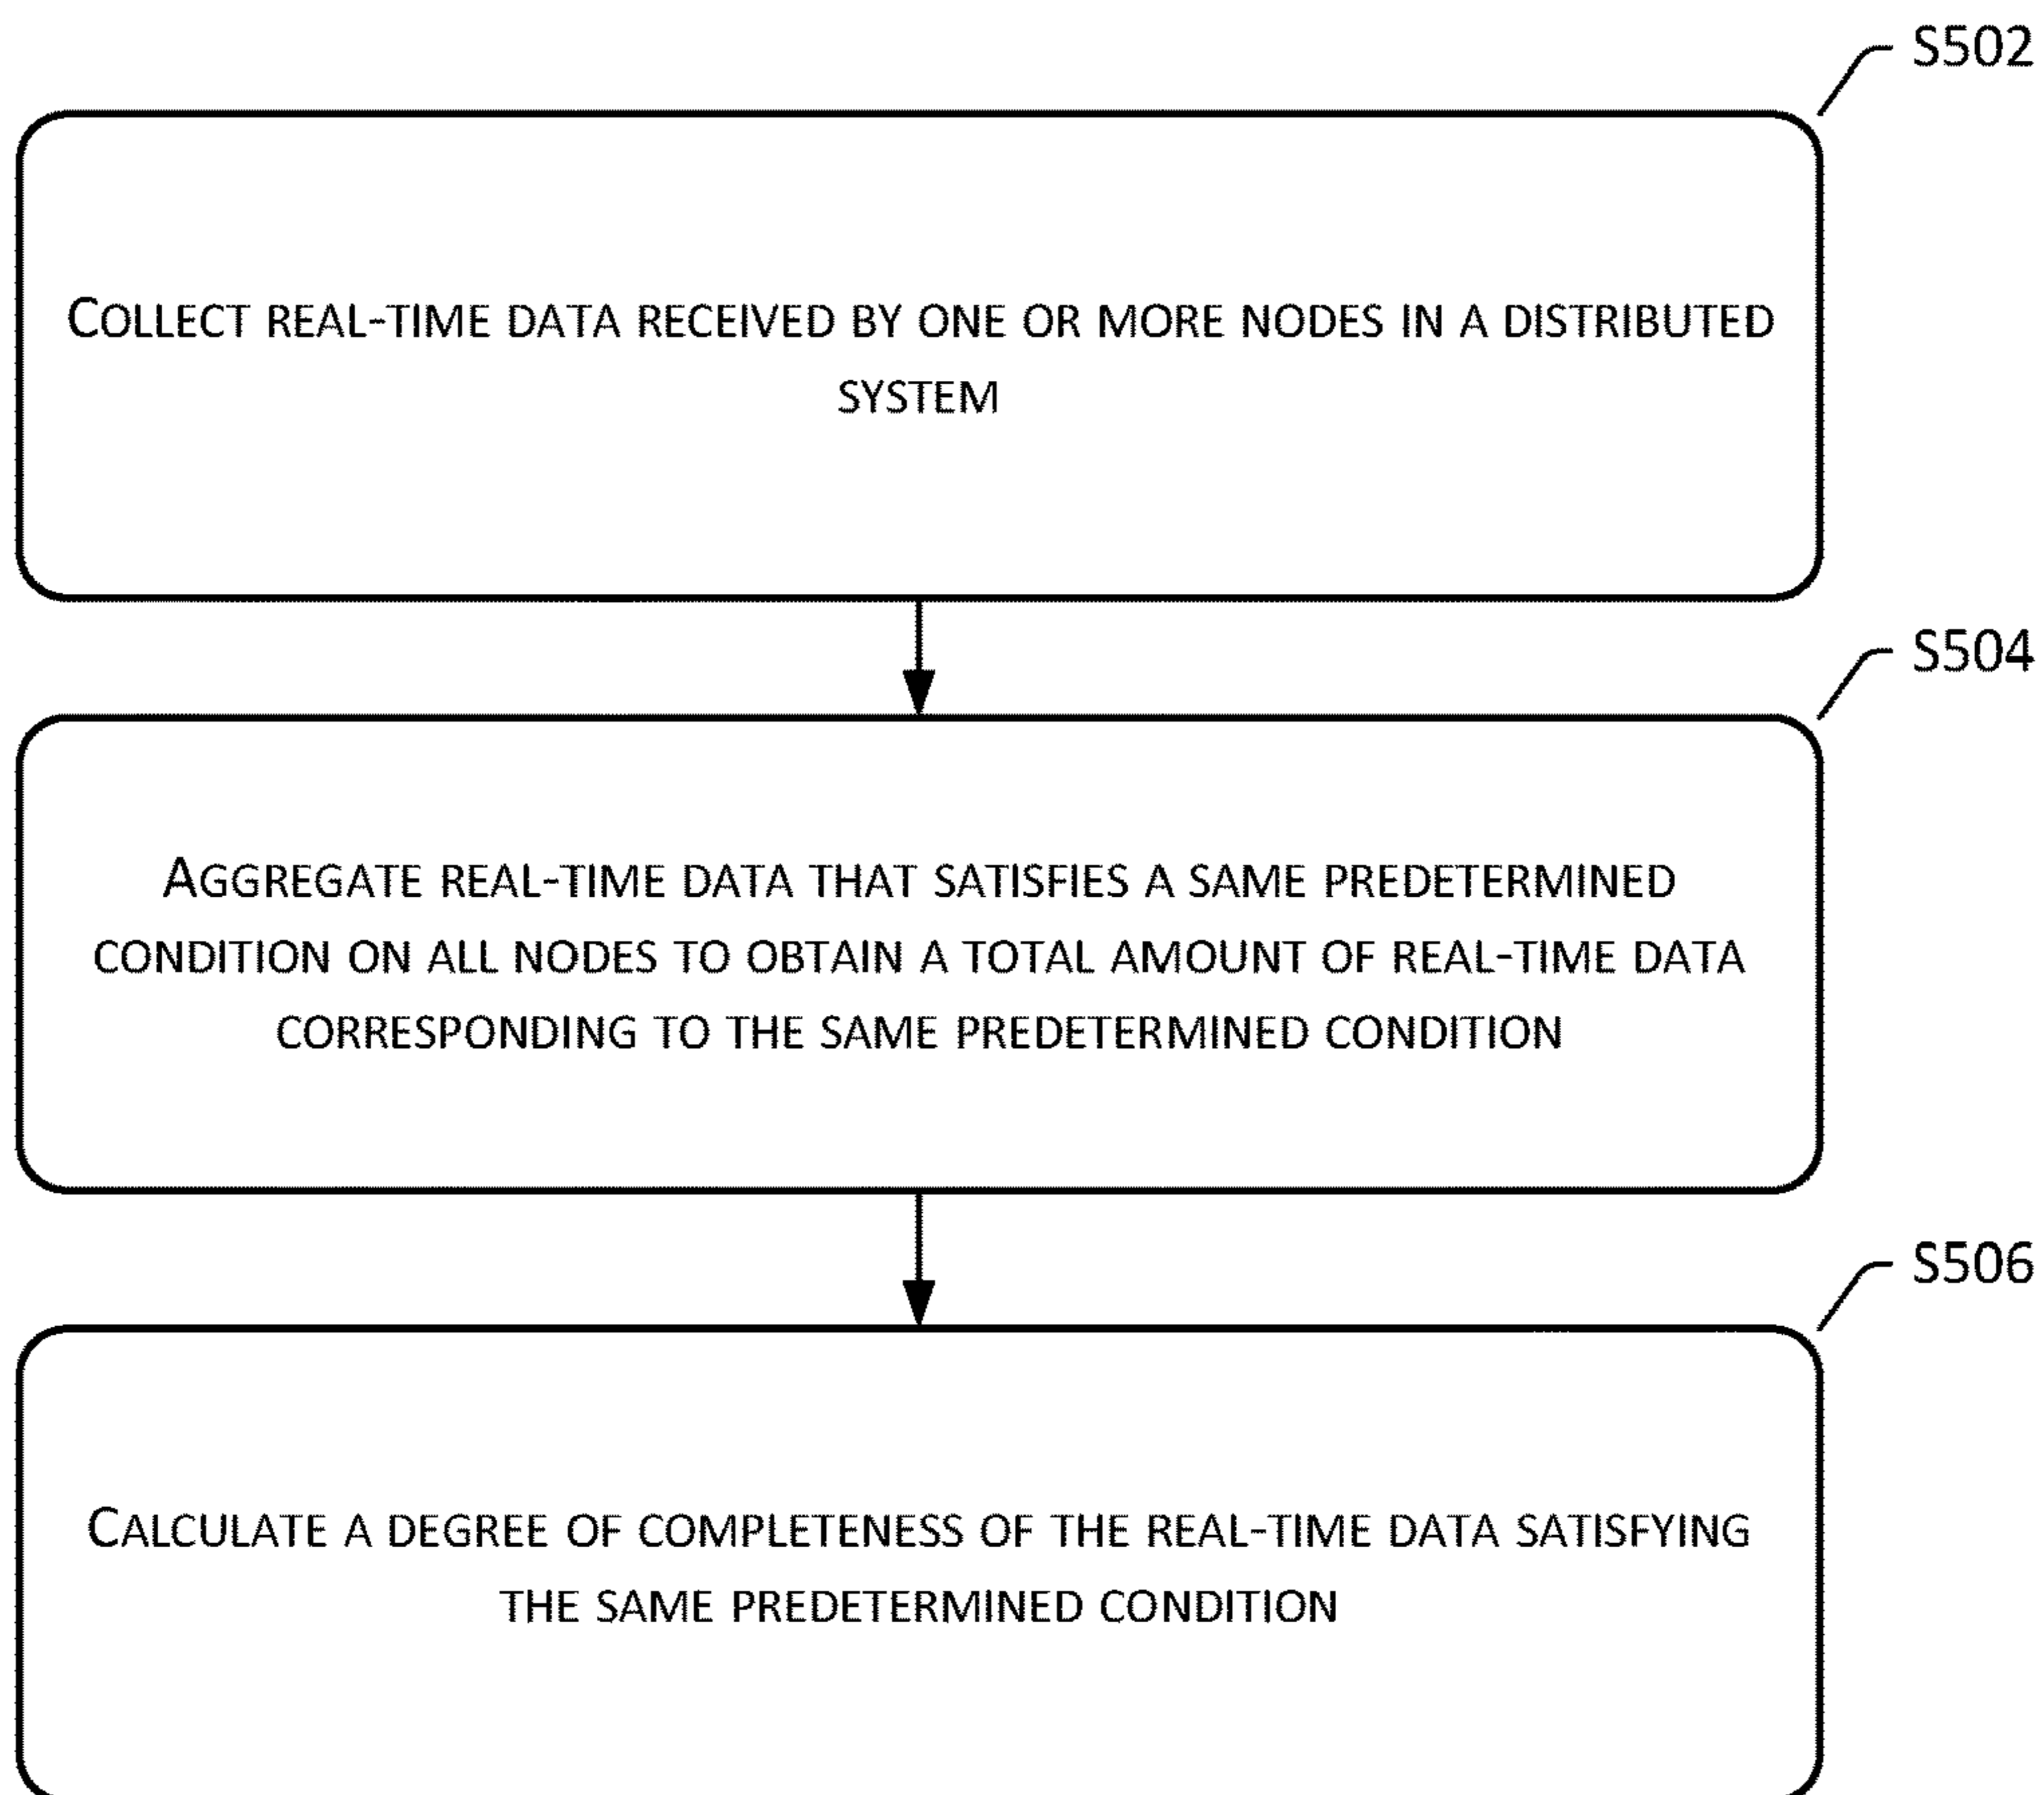 S502
COLLECT REAL-TIME DATA RECEIVED BY ONE OR MORE NODES IN A DISTRIBUTED
SYSTEM
S504
AGGREGATE REAL-TIME DATA THAT SATISFIES A SAME PREDETERMINED
CONDITION ON ALL NODES TO OBTAIN A TOTAL AMOUNT OF REAL-TIME DATA
CORRESPONDING TO THE SAME PREDETERMINED CONDITION
S506
CALCULATE A DEGREE OF COMPLETENESS OF THE REAL-TIME DATA SATISFYING
THE SAME PREDETERMINED CONDITION